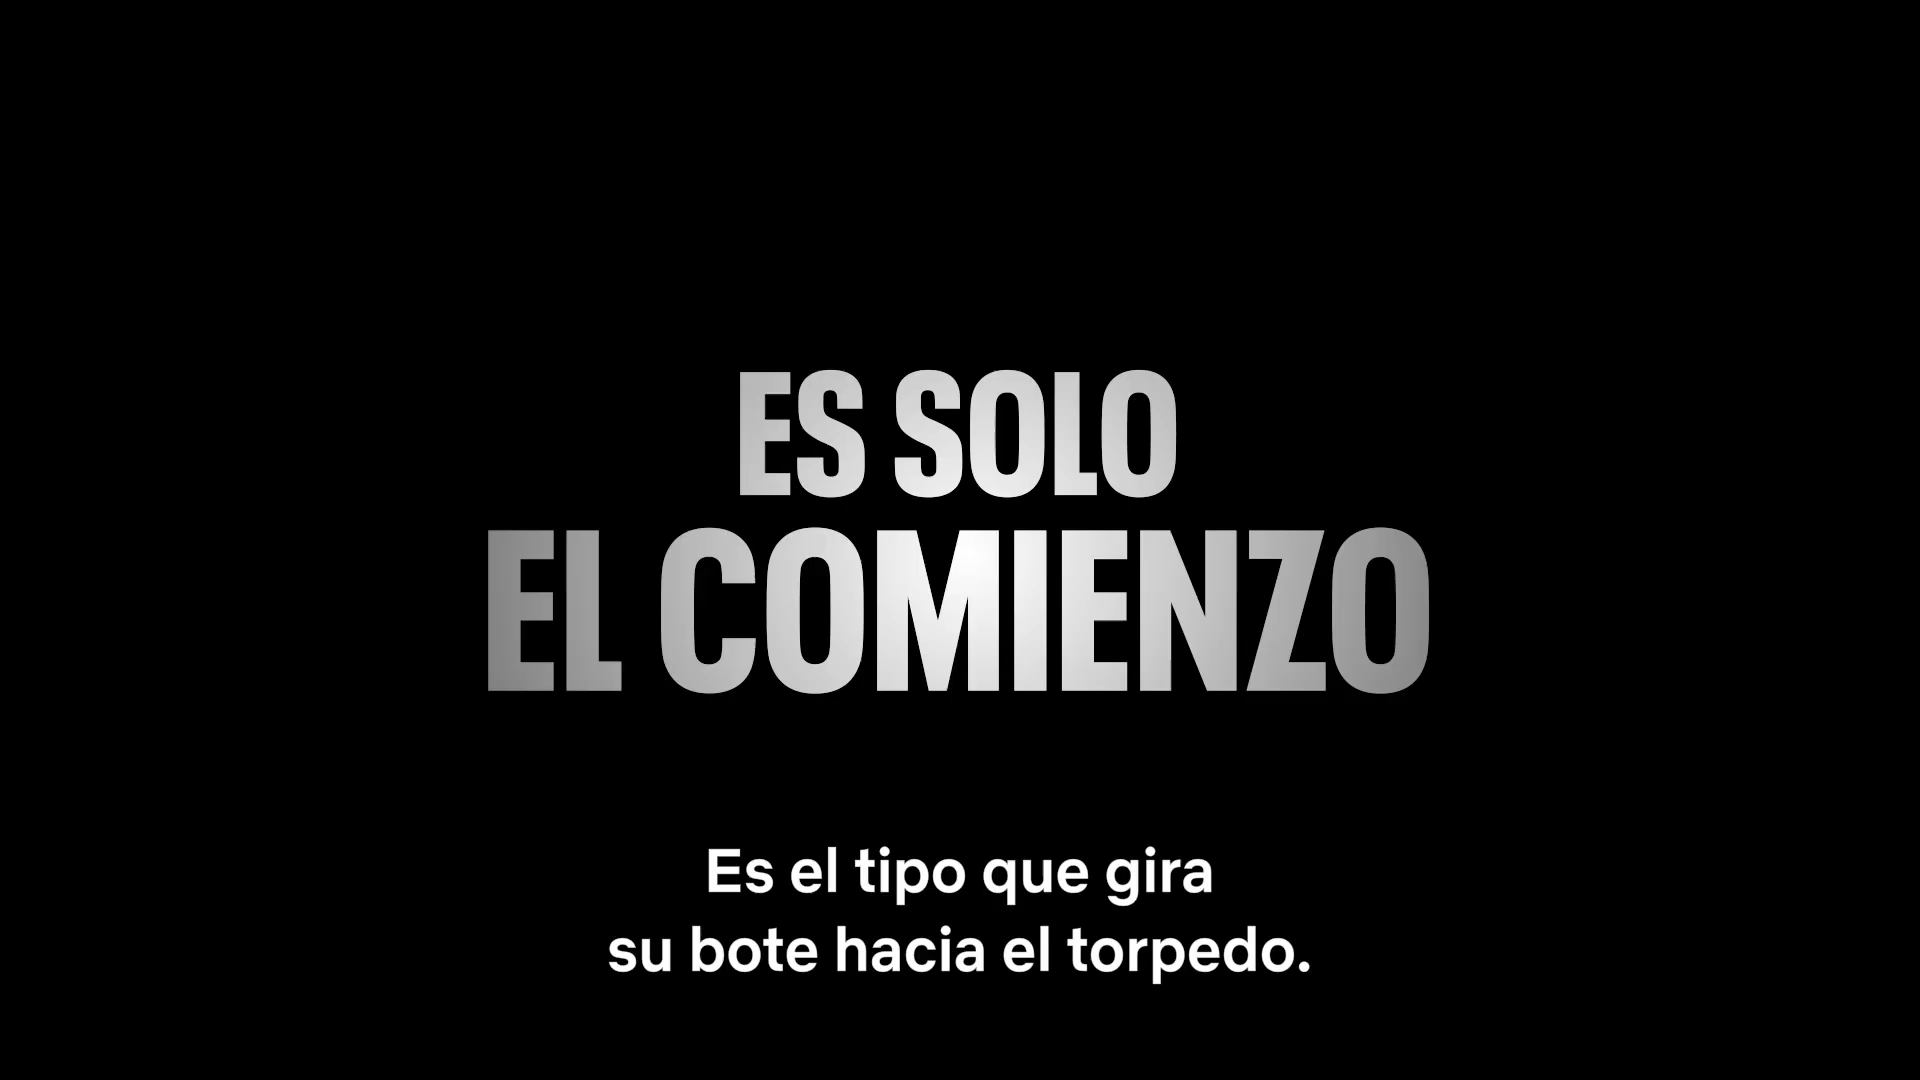 ES SOLO
EL COMIENZO
Es el tipo que gira
su bote hacia el torpedo.